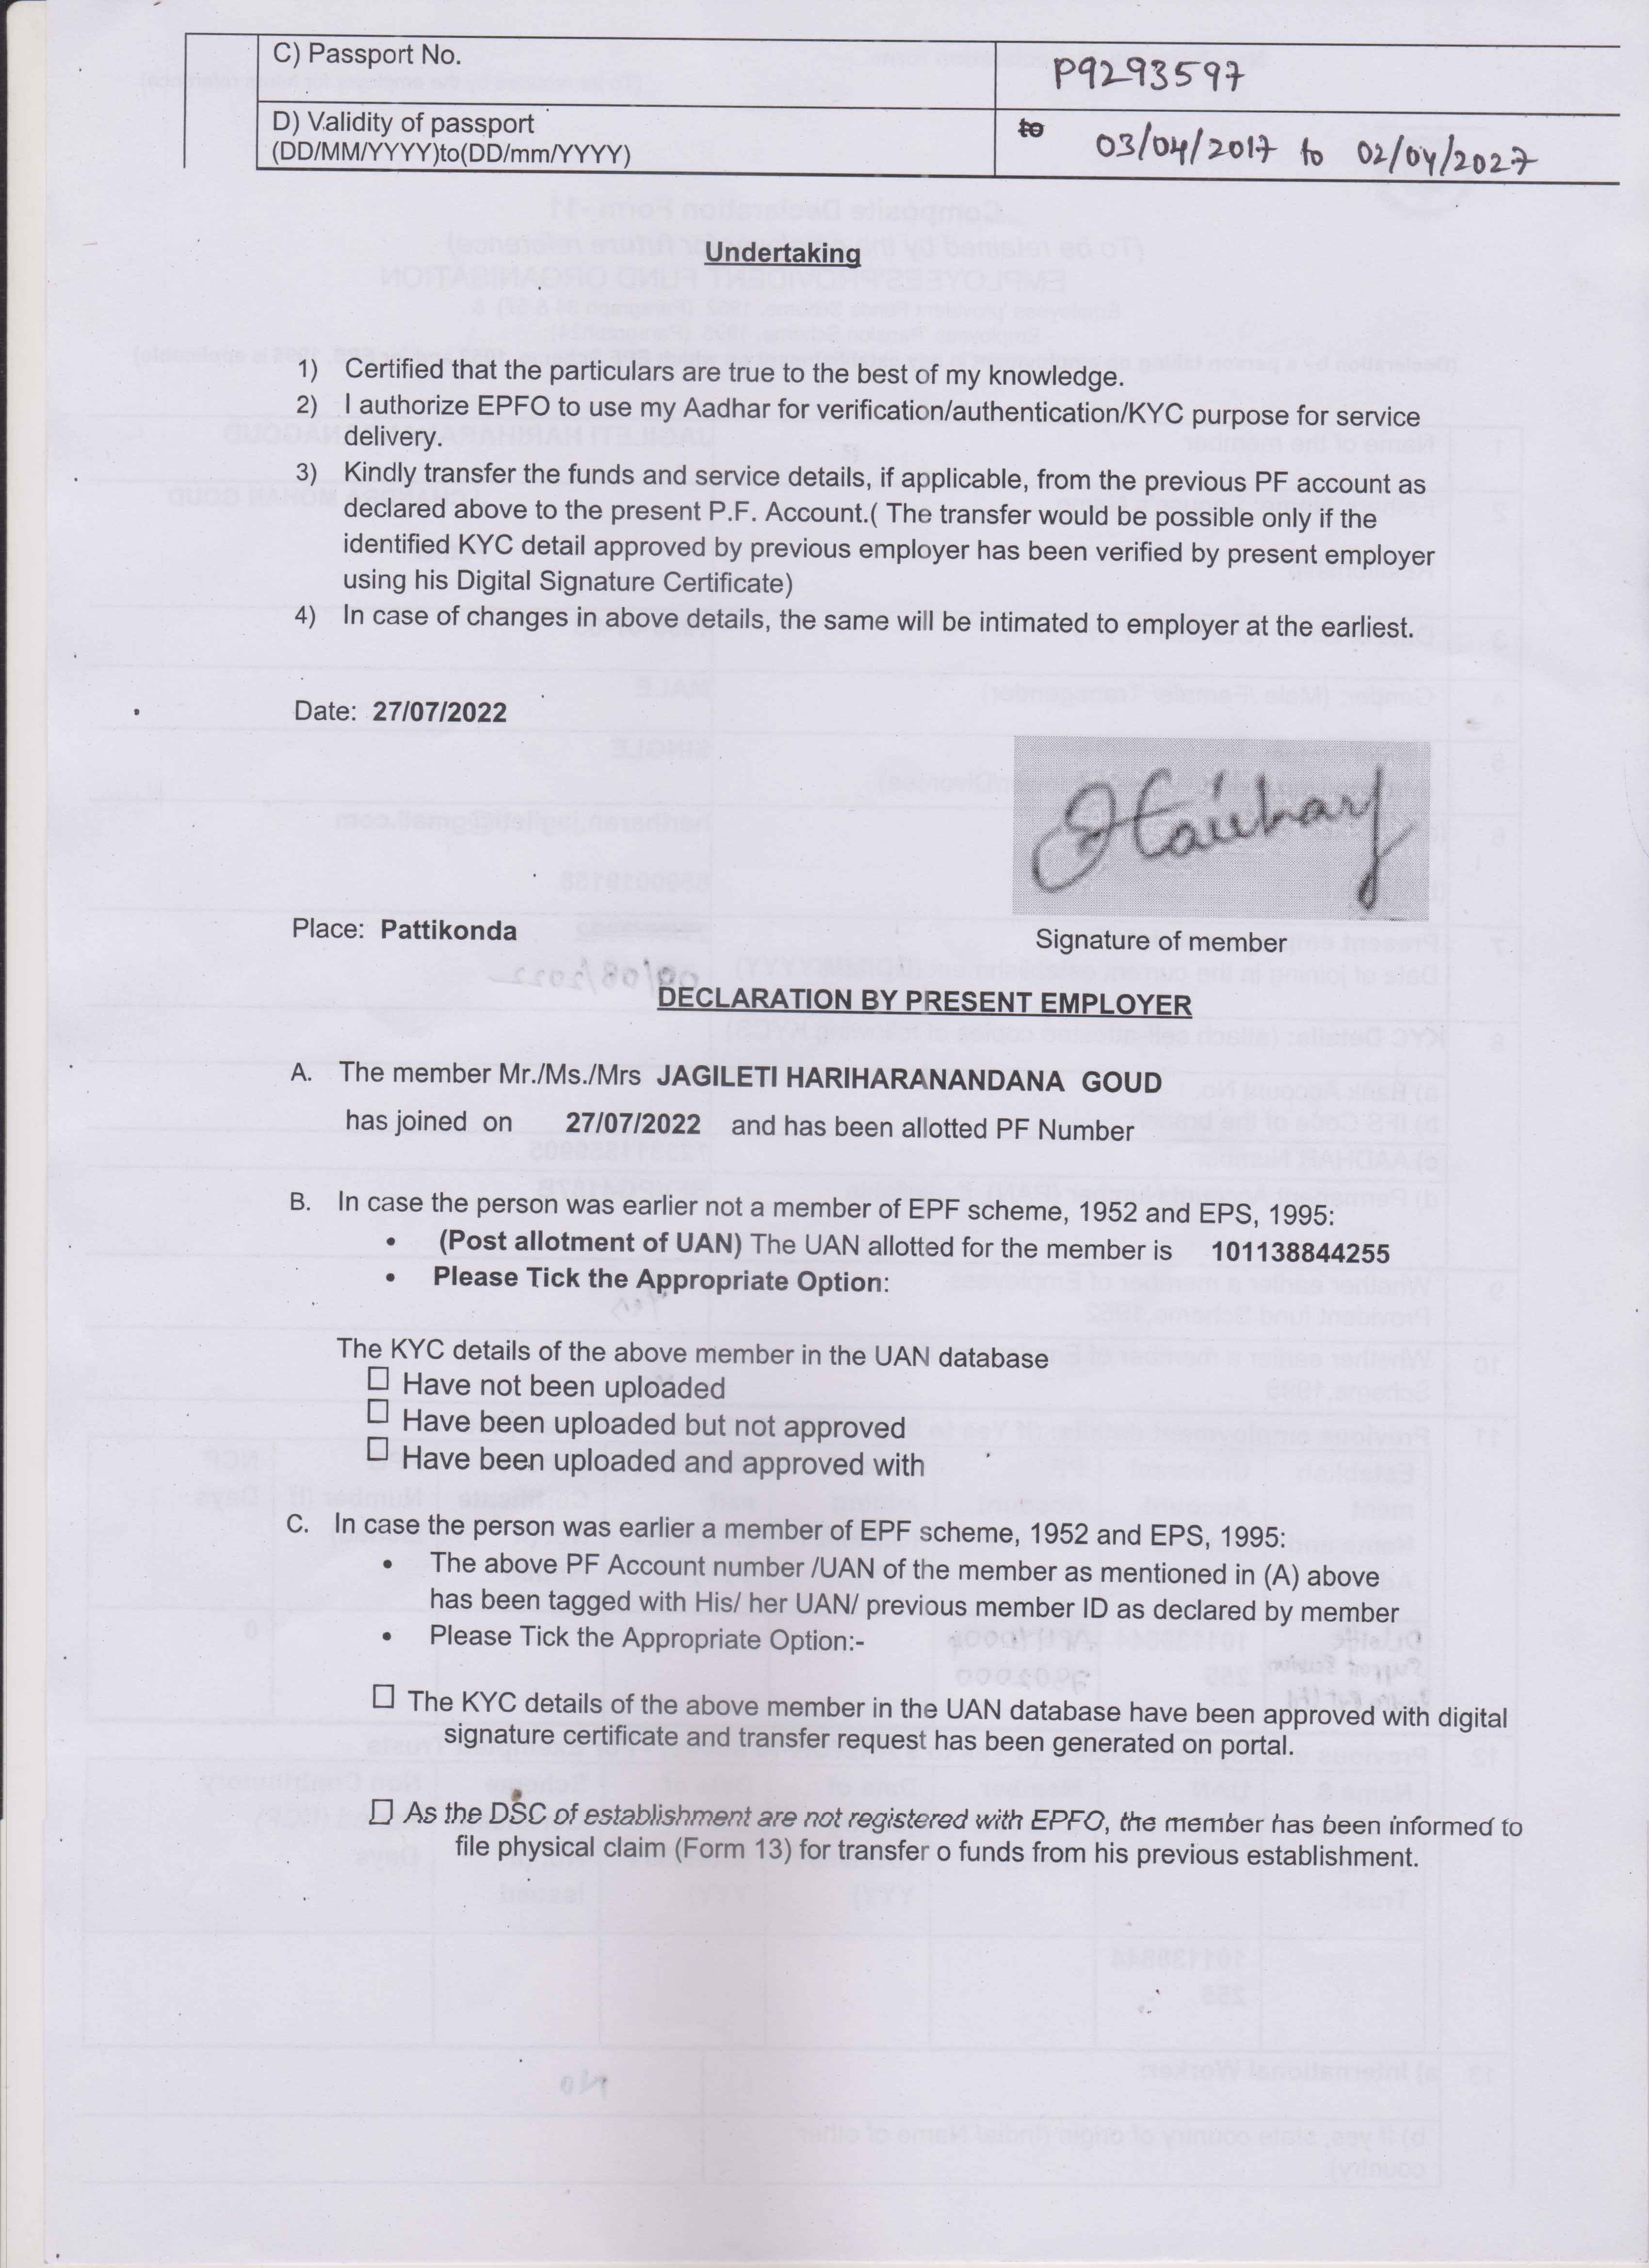 C) Passport No.
P9293597
D) Validity of passport
(DD/MM/YYYY)to(DD/mm/YYYY)
to 03/04/2017 to 02/04/2027
Undertaking
1) Certified that the particulars are true to the best of my knowledge.
2) I authorize EPFO to use my Aadhar for verification/authentication/KYC purpose for service
delivery.
3) Kindly transfer the funds and service details, if applicable, from the previous PF account as
declared above to the present P.F. Account.( The transfer would be possible only if the
identified KYC detail approved by previous employer has been verified by present employer
using his Digital Signature Certificate)
4) In case of changes in above details, the same will be intimated to employer at the earliest.
Date: 27/07/2022
Place: Pattikonda
Signature of member
DECLARATION BY PRESENT EMPLOYER
A. The member Mr./Ms./Mrs JAGILETI HARIHARANANDANA GOUD
has joined on 27/07/2022 and has been allotted PF Number
B. In case the person was earlier not a member of EPF scheme, 1952 and EPS, 1995:
• (Post allotment of UAN) The UAN allotted for the member is 101138844255
• Please Tick the Appropriate Option:
The KYC details of the above member in the UAN database
☐ Have not been uploaded
☐ Have been uploaded but not approved
☐ Have been uploaded and approved with
C. In case the person was earlier a member of EPF scheme, 1952 and EPS, 1995:
• The above PF Account number /UAN of the member as mentioned in (A) above
has been tagged with His/ her UAN/ previous member ID as declared by member
• Please Tick the Appropriate Option:-
☐ The KYC details of the above member in the UAN database have been approved with digital
signature certificate and transfer request has been generated on portal.
☐ As the DSC of establishment are not registered with EPFO, the member has been informed to
file physical claim (Form 13) for transfer o funds from his previous establishment.